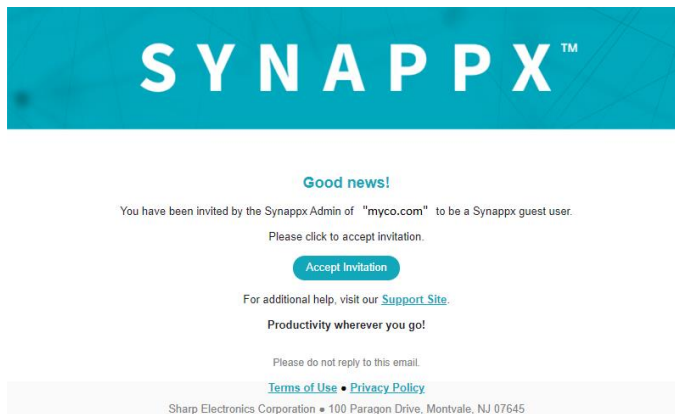 SYNAPPX™
Good news!
You have been invited by the Synappx Admin of "myco.com" to be a Synappx guest user.
Please click to accept invitation.
Accept Invitation
For additional help, visit our Support Site.
Productivity wherever you go!
Please do not reply to this email.
Terms of Use ● Privacy Policy
Sharp Electronics Corporation ● 100 Paragon Drive, Montvale, NJ 07645